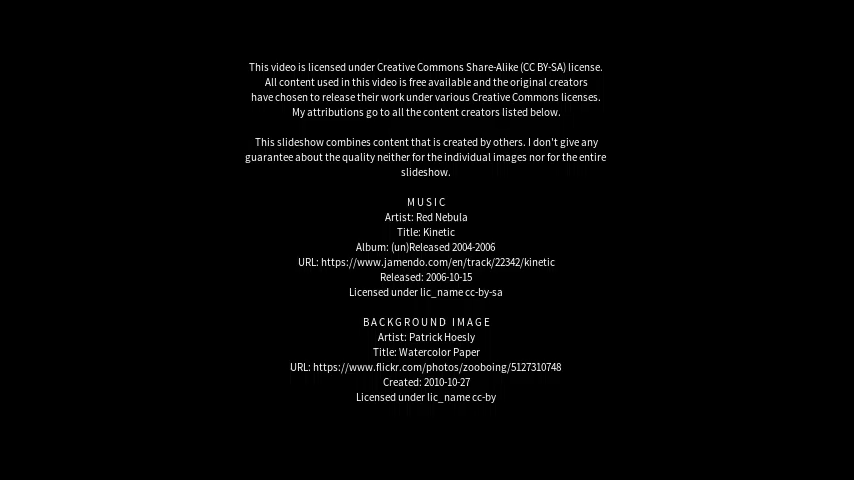 This video is licensed under Creative Commons Share-Alike (CC BY-SA) license.
All content used in this video is free available and the original creators
have chosen to release their work under various Creative Commons licenses.
My attributions go to all the content creators listed below.
This slideshow combines content that is created by others. I don't give any
guarantee about the quality neither for the individual images nor for the entire
slideshow.
MUSIC
Artist: Red Nebula
Title: Kinetic
Album: (un)Released 2004-2006
URL: https://www.jamendo.com/en/track/22342/kinetic
Released: 2006-10-15
Licensed under lic_name cc-by-sa
BACKGROUND IMAGE
Artist: Patrick Hoesly
Title: Watercolor Paper
URL: https://www.flickr.com/photos/zooboing/5127310748
Created: 2010-10-27
Licensed under lic_name cc-by